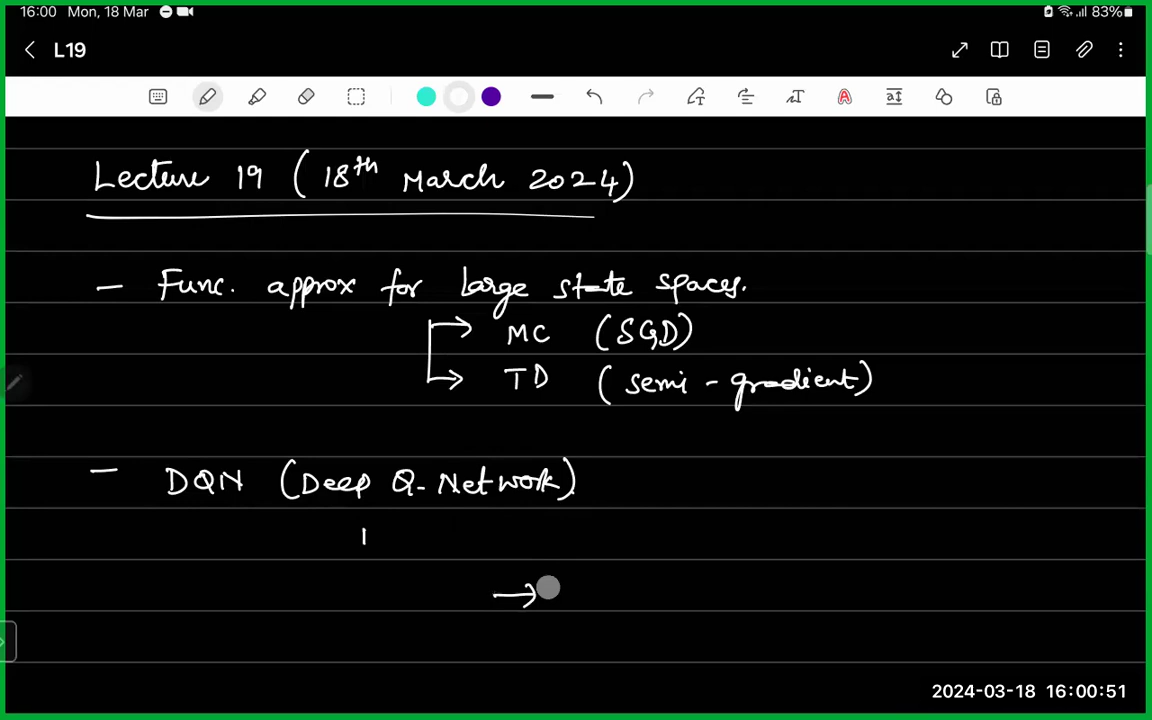 16:00 Mon, 18 Mar
83%
L19
Lecture 19 (18th March 2024)
- Func. approx for large state spaces.
→ MC (SGD)
→ TD (semi-gradient)
- DQN (Deep Q-Network)
→
2024-03-18 16:00:51